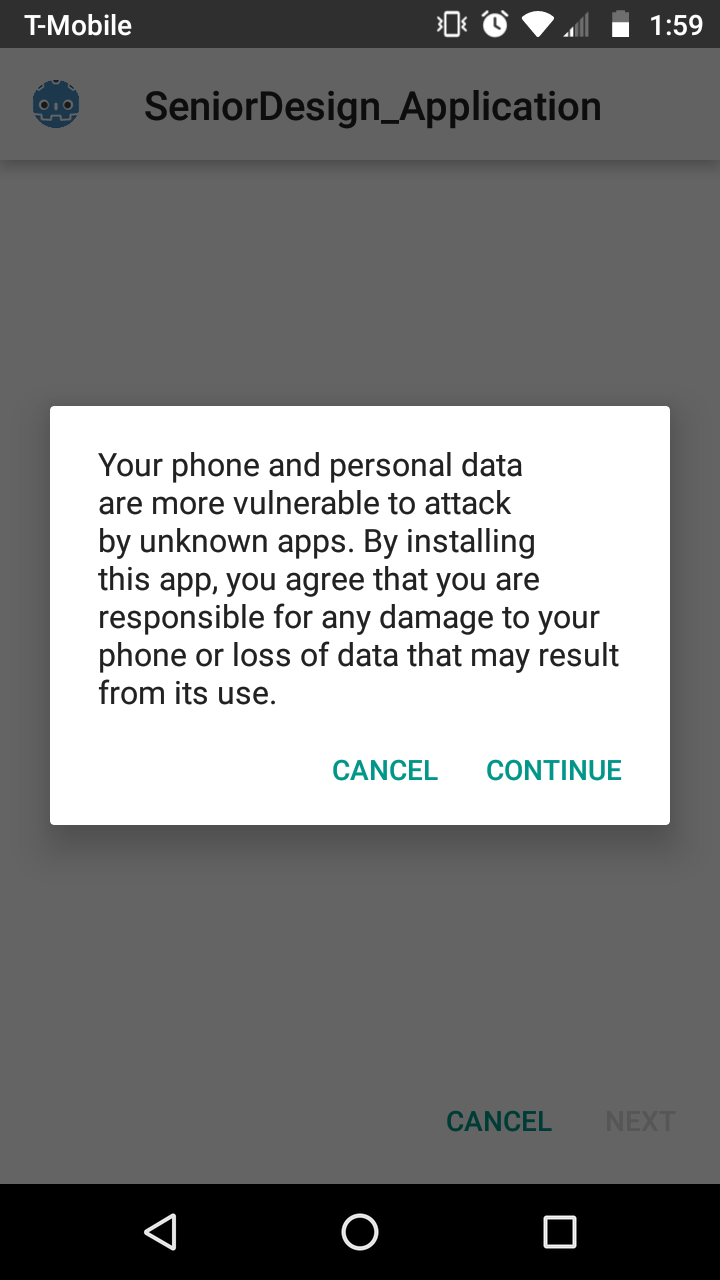 T-Mobile 1:59
SeniorDesign_Application
Your phone and personal data
are more vulnerable to attack
by unknown apps. By installing
this app, you agree that you are
responsible for any damage to your
phone or loss of data that may result
from its use.
CANCEL CONTINUE
CANCEL NEXT